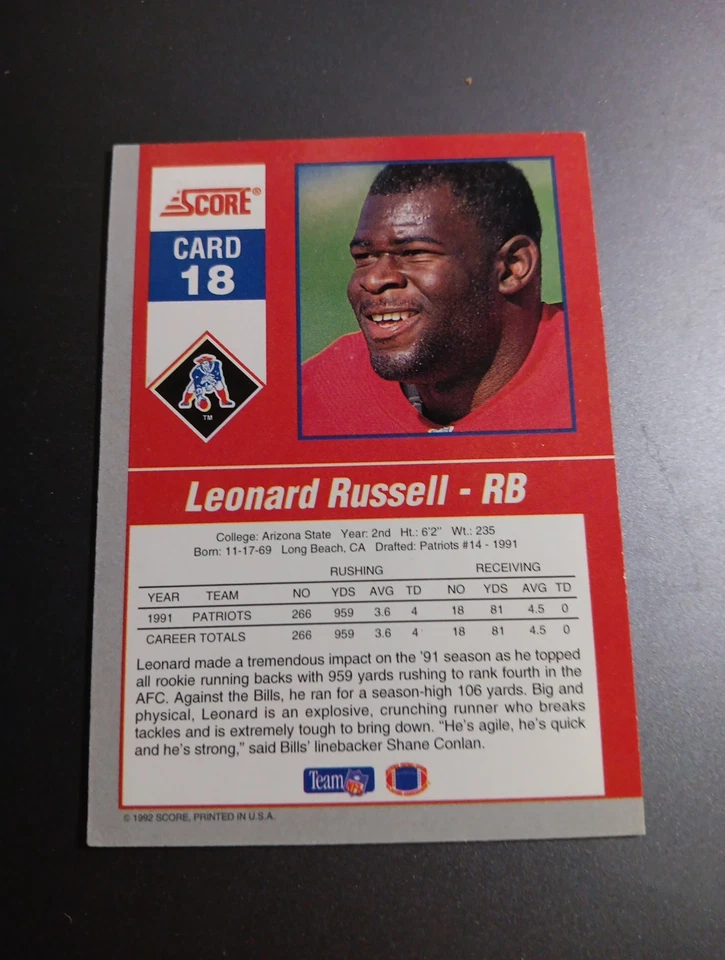 SCORE®
CARD
18
TM
Leonard Russell - RB
College: Arizona State Year: 2nd Ht.: 6'2" Wt.: 235
Born: 11-17-69 Long Beach, CA Drafted: Patriots #14 - 1991
RUSHING RECEIVING
YEAR TEAM NO YDS AVG TD NO YDS AVG TD
1991 PATRIOTS 266 959 3.6 4 18 81 4.5 0
CAREER TOTALS 266 959 3.6 4 18 81 4.5 0
Leonard made a tremendous impact on the '91 season as he topped
all rookie running backs with 959 yards rushing to rank fourth in the
AFC. Against the Bills, he ran for a season-high 106 yards. Big and
physical, Leonard is an explosive, crunching runner who breaks
tackles and is extremely tough to bring down. “He's agile, he's quick
and he's strong,” said Bills' linebacker Shane Conlan.
Team NFL
© 1992 SCORE, PRINTED IN U.S.A.